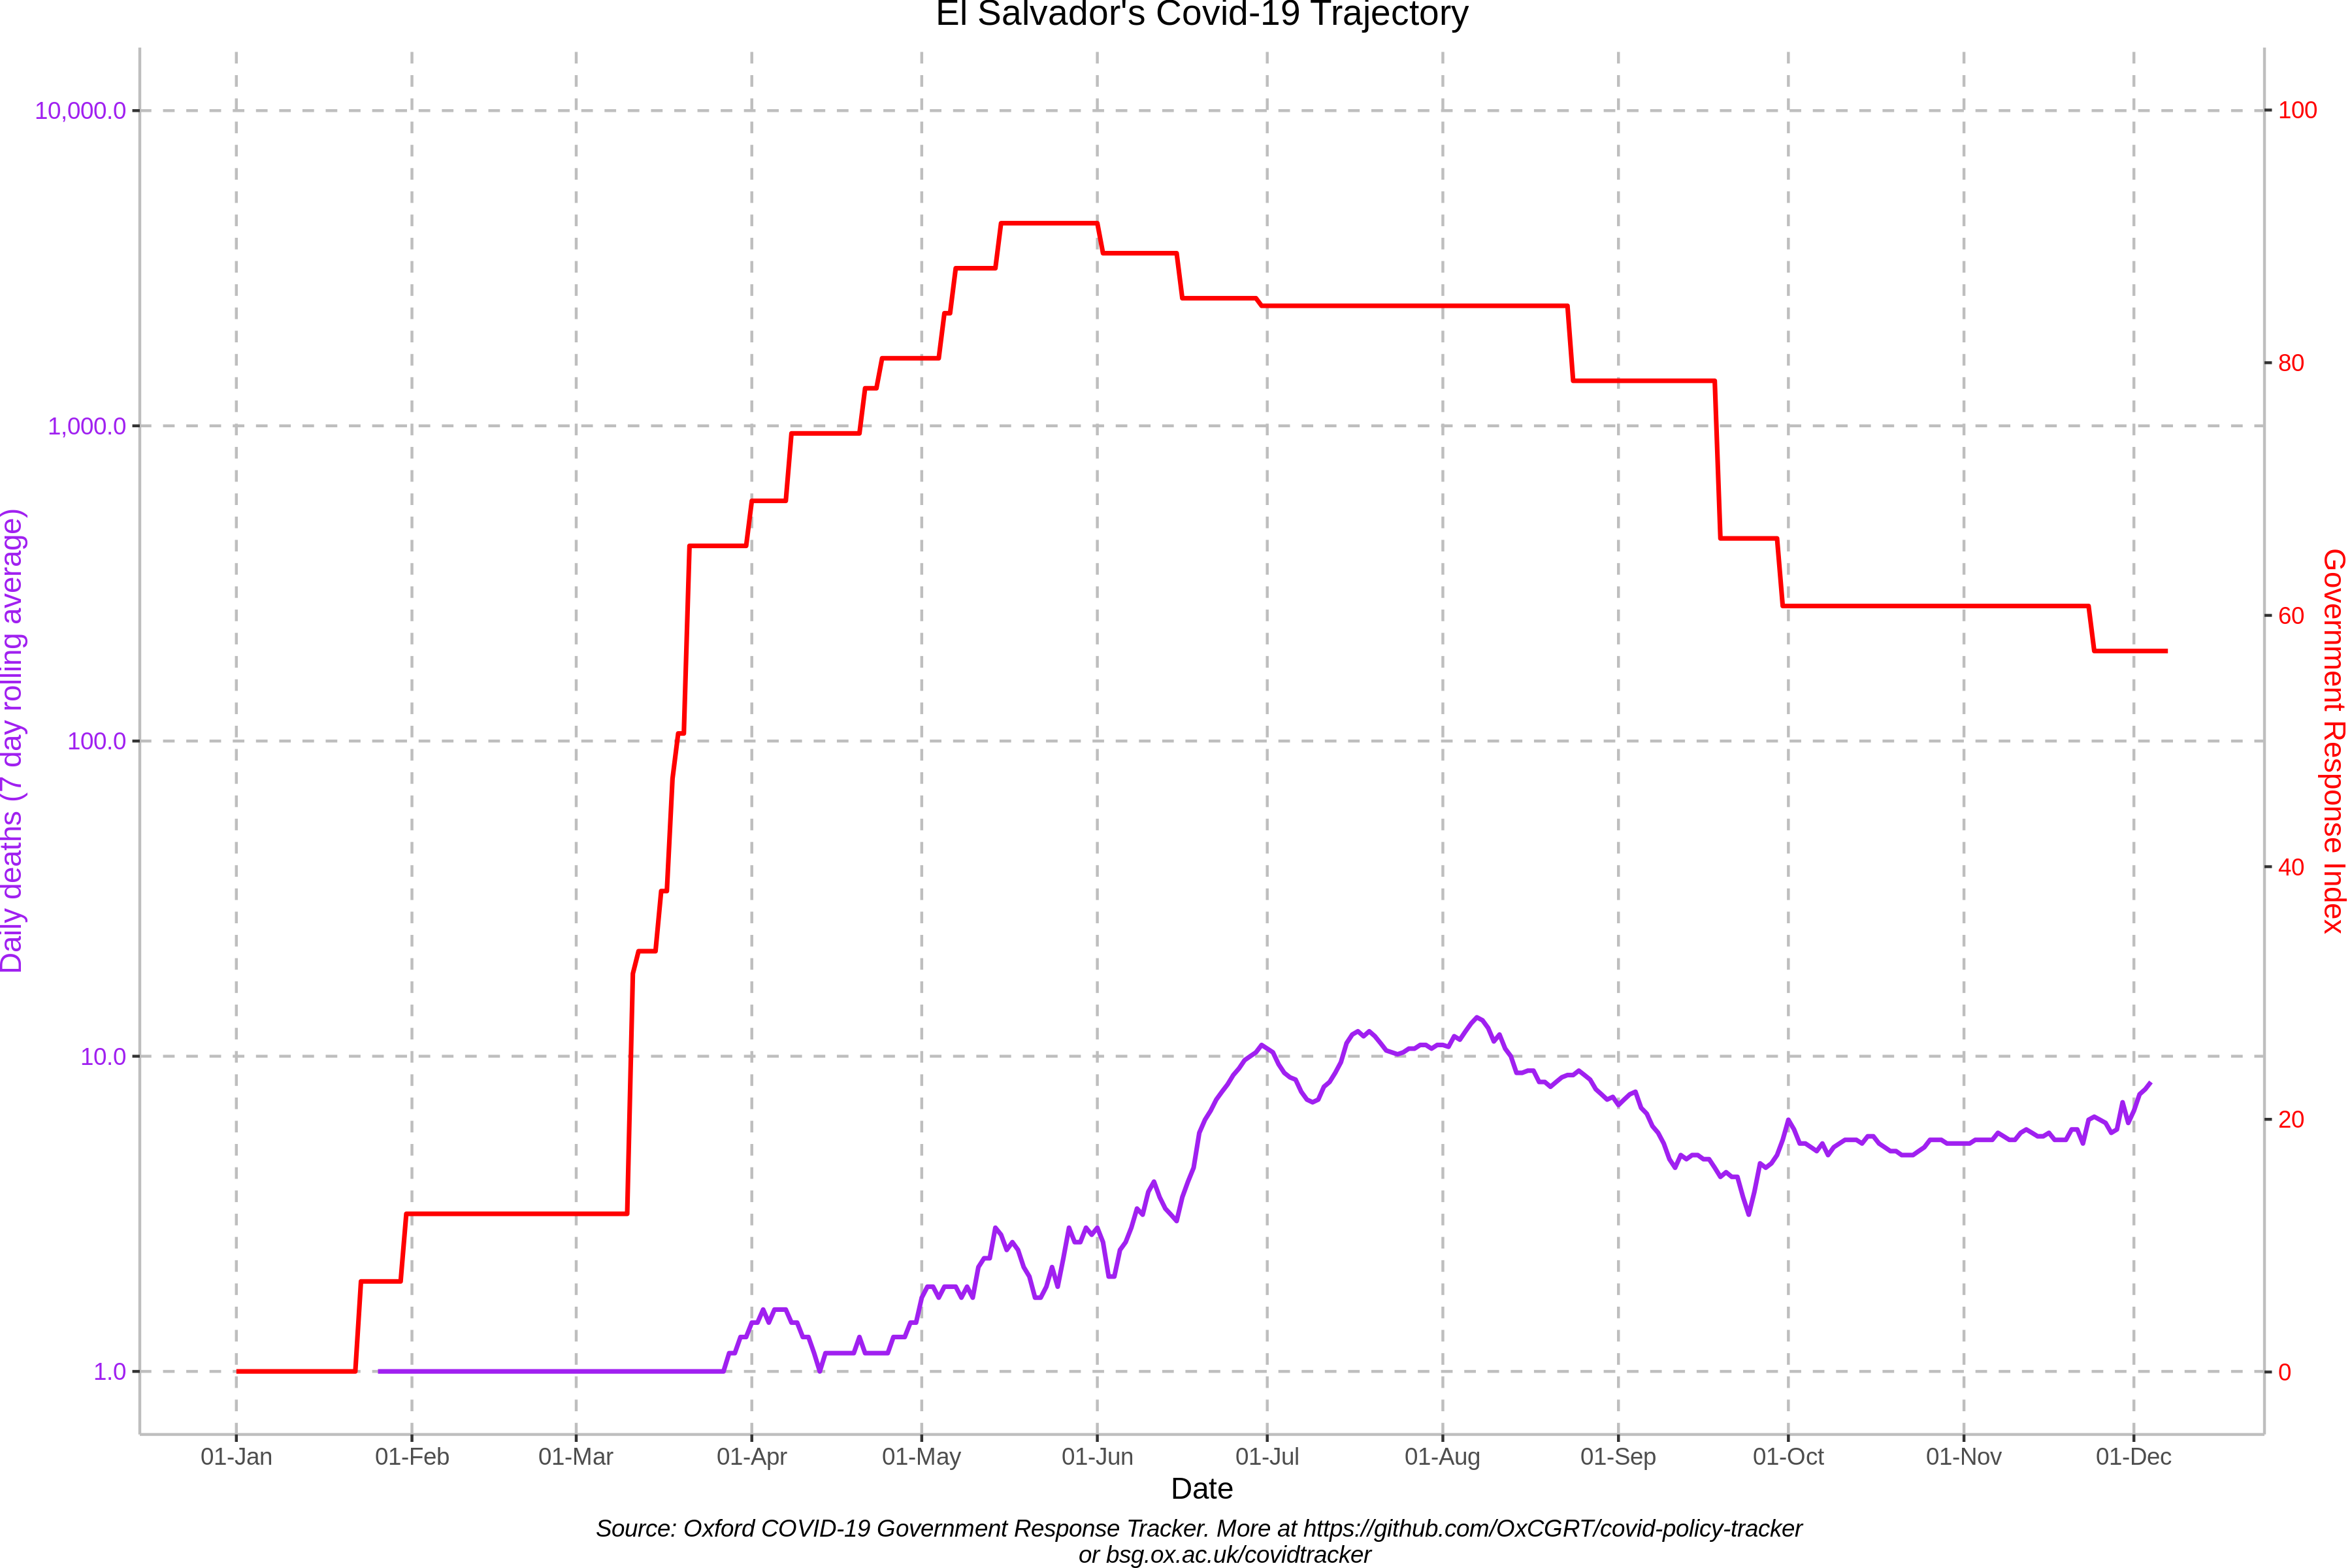 El Salvador's Covid-19 Trajectory
10,000.0
1,000.0
100.0
10.0
1.0
Daily deaths (7 day rolling average)
100
80
60
40
20
0
Government Response Index
01-Jan 01-Feb 01-Mar 01-Apr 01-May 01-Jun 01-Jul 01-Aug 01-Sep 01-Oct 01-Nov 01-Dec
Date
Source: Oxford COVID-19 Government Response Tracker. More at https://github.com/OxCGRT/covid-policy-tracker
or bsg.ox.ac.uk/covidtracker